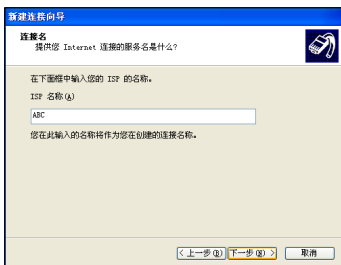 新建连接向导
连接名
提供您 Internet 连接的服务名是什么?
在下面框中输入您的 ISP 的名称。
ISP 名称(A)
ABC
您在此输入的名称将作为您在创建的连接名称。
< 上一步(B) 下一步(N) > 取消